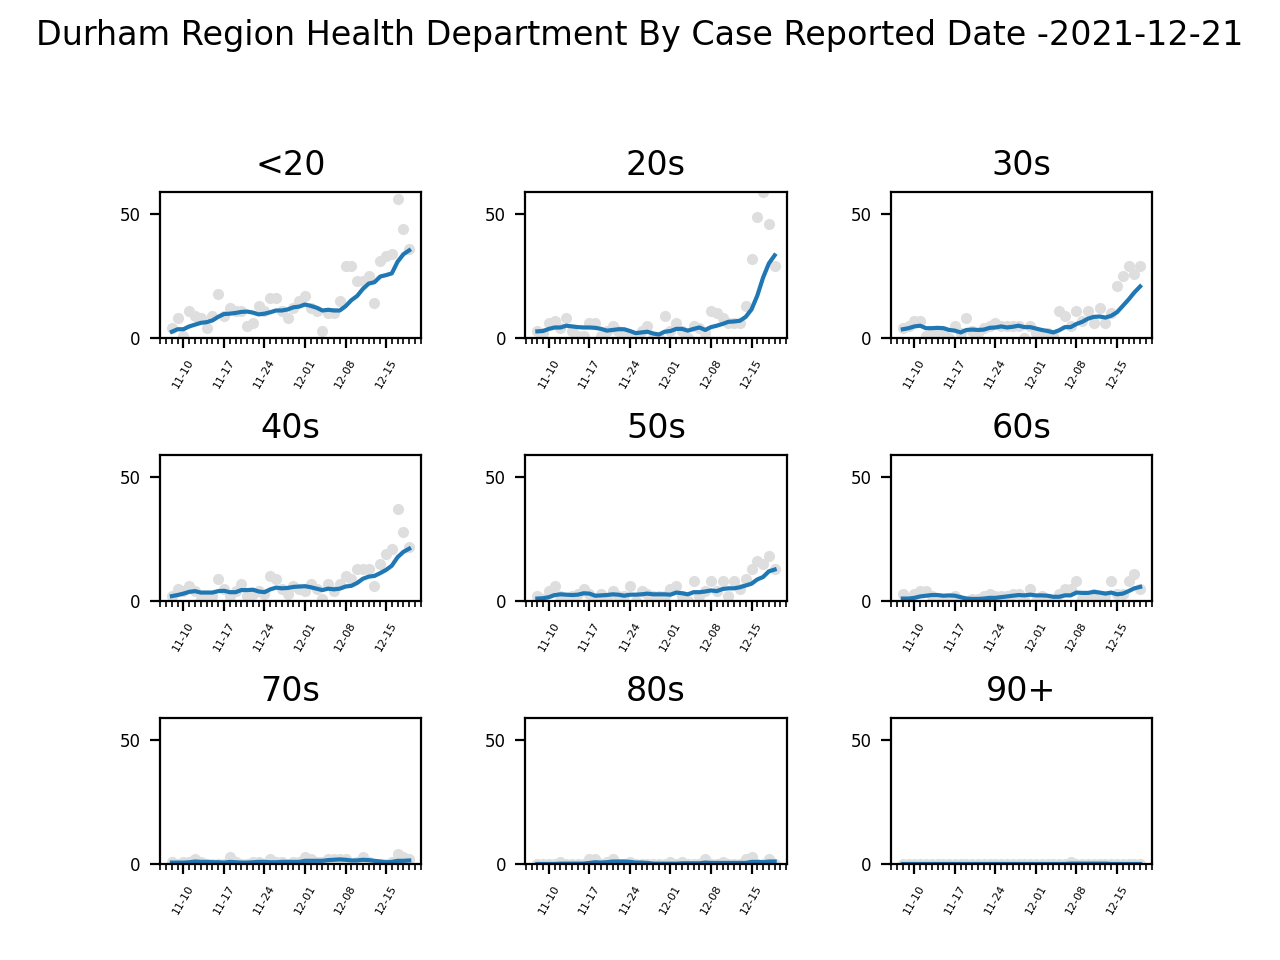 Durham Region Health Department By Case Reported Date -2021-12-21
<20 20s 30s
50 50 50
0 0 0
11-10 11-17 11-24 12-01 12-08 12-15 11-10 11-17 11-24 12-01 12-08 12-15 11-10 11-17 11-24 12-01 12-08 12-15
40s 50s 60s
50 50 50
0 0 0
11-10 11-17 11-24 12-01 12-08 12-15 11-10 11-17 11-24 12-01 12-08 12-15 11-10 11-17 11-24 12-01 12-08 12-15
70s 80s 90+
50 50 50
0 0 0
11-10 11-17 11-24 12-01 12-08 12-15 11-10 11-17 11-24 12-01 12-08 12-15 11-10 11-17 11-24 12-01 12-08 12-15